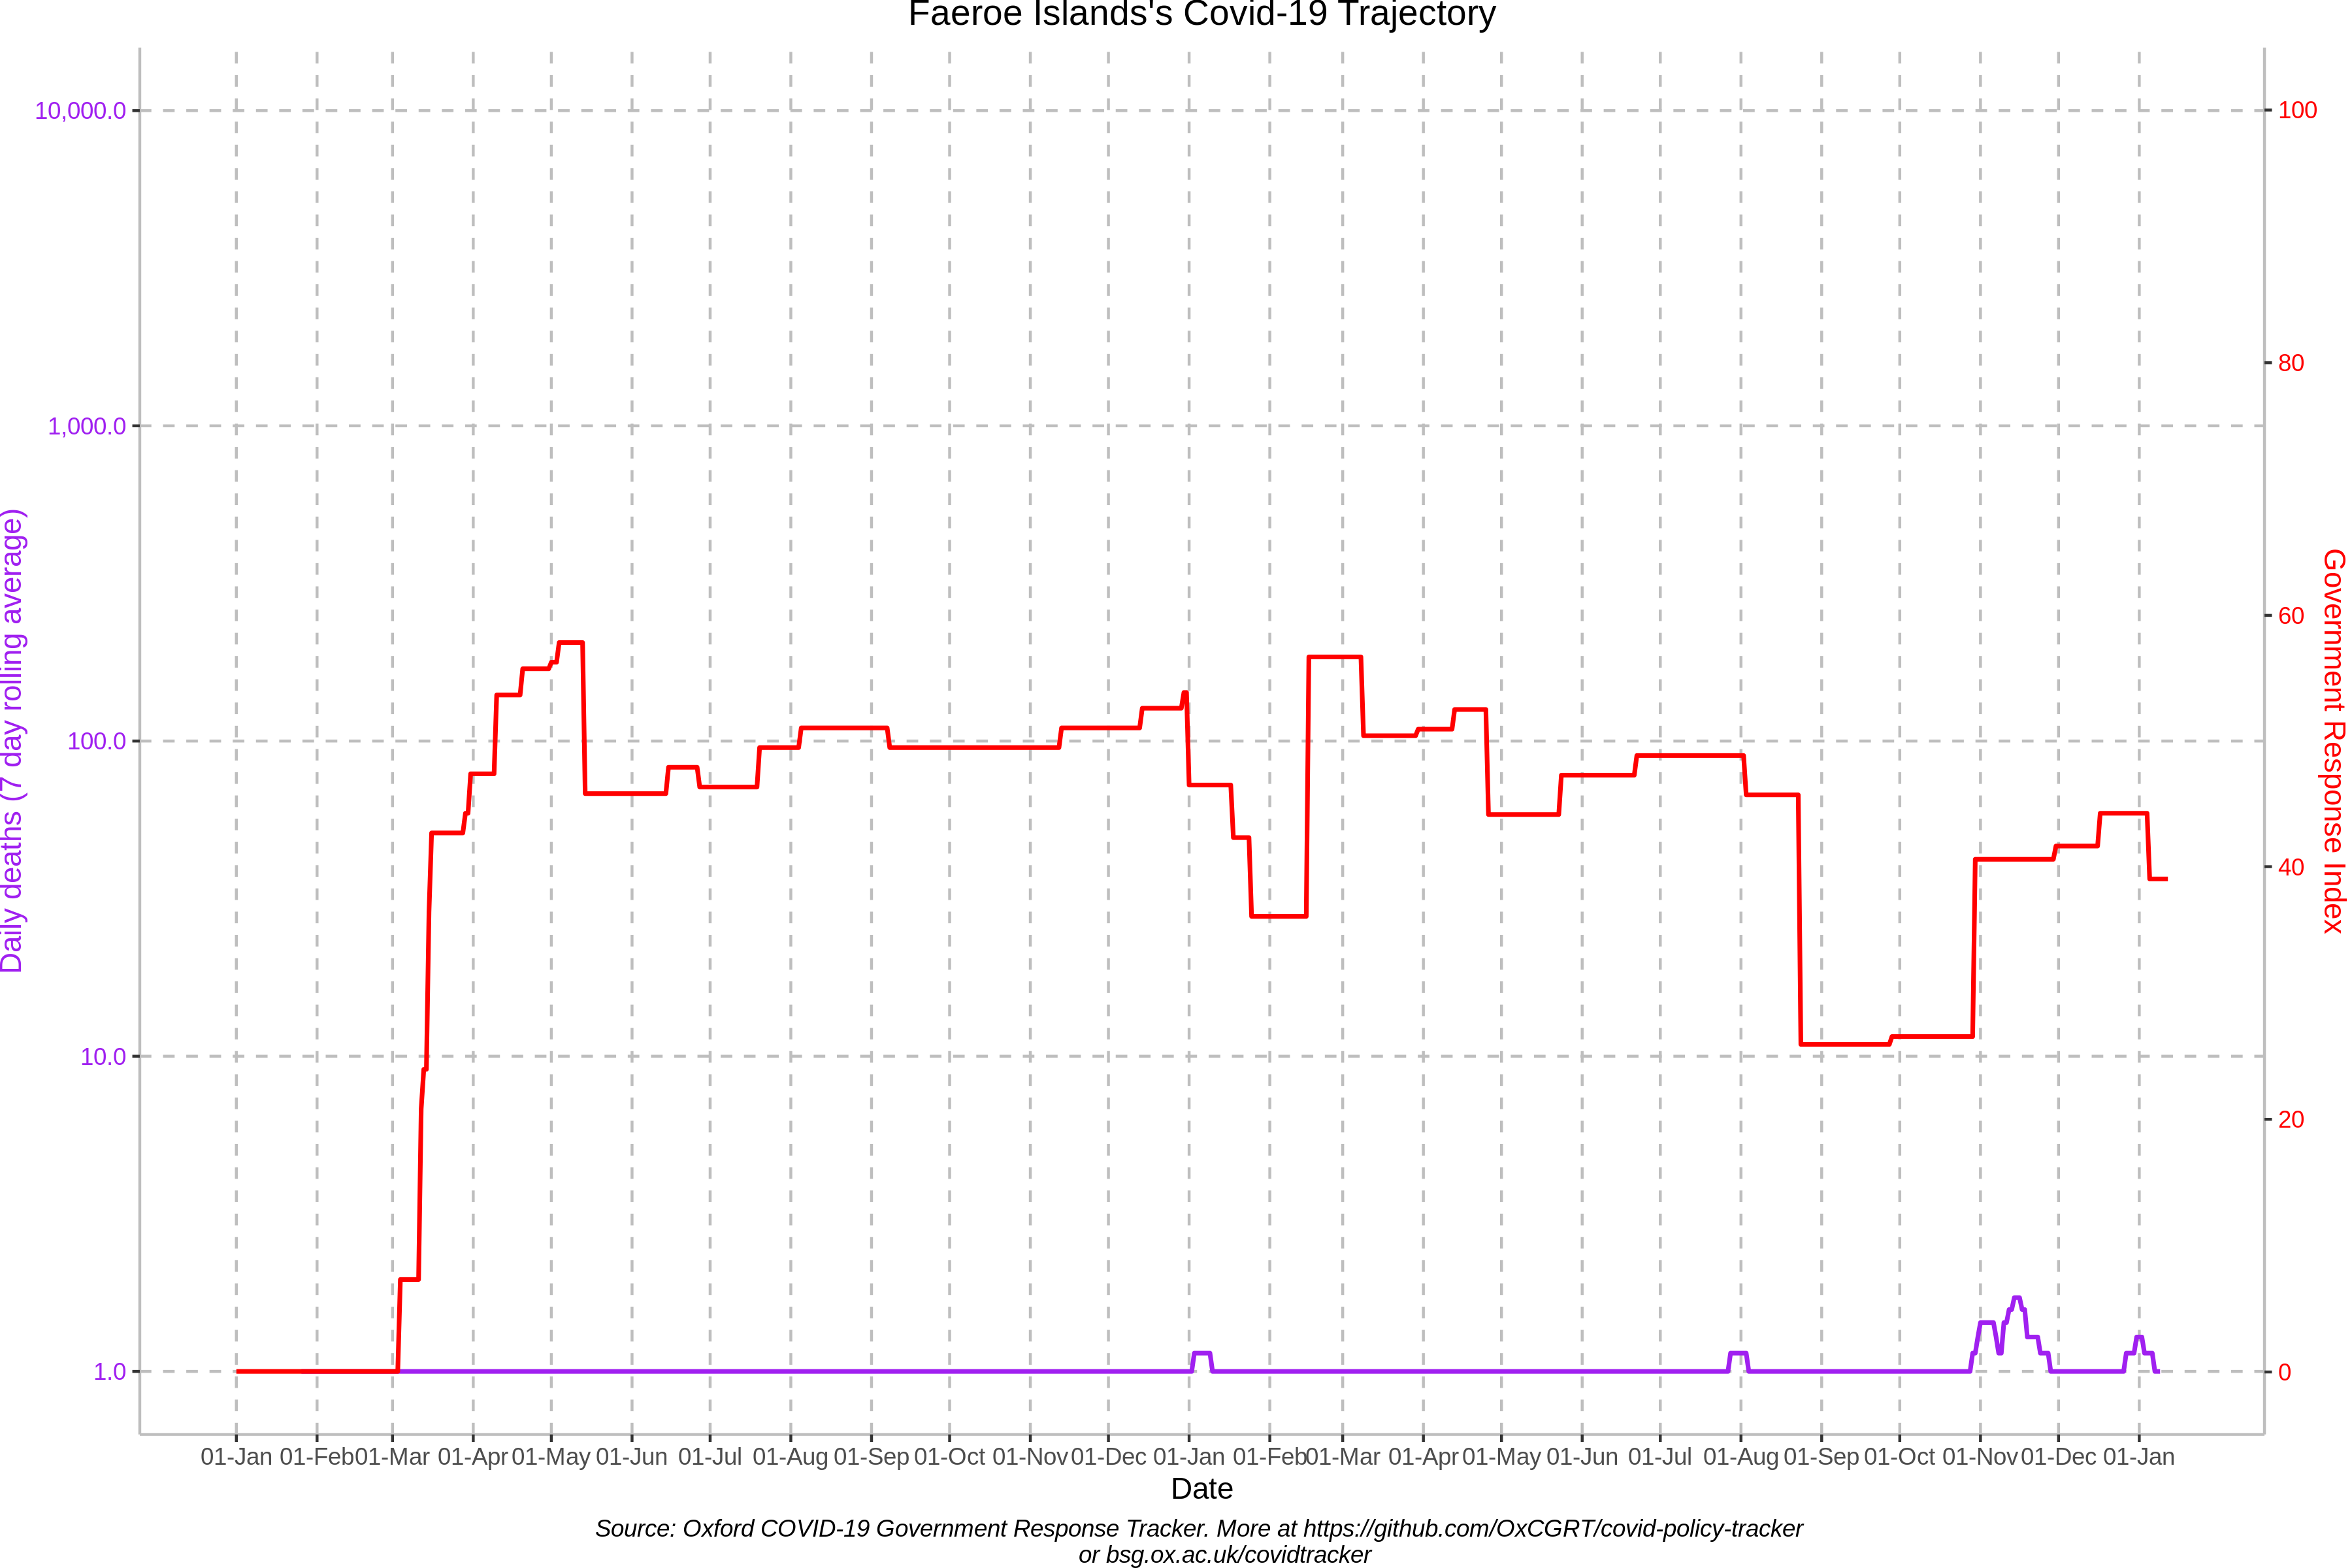 Faeroe Islands's Covid-19 Trajectory
10,000.0
1,000.0
100.0
10.0
1.0
Daily deaths (7 day rolling average)
100
80
60
40
20
0
Government Response Index
01-Jan 01-Feb 01-Mar 01-Apr 01-May 01-Jun 01-Jul 01-Aug 01-Sep 01-Oct 01-Nov 01-Dec 01-Jan 01-Feb 01-Mar 01-Apr 01-May 01-Jun 01-Jul 01-Aug 01-Sep 01-Oct 01-Nov 01-Dec 01-Jan
Date
Source: Oxford COVID-19 Government Response Tracker. More at https://github.com/OxCGRT/covid-policy-tracker
or bsg.ox.ac.uk/covidtracker